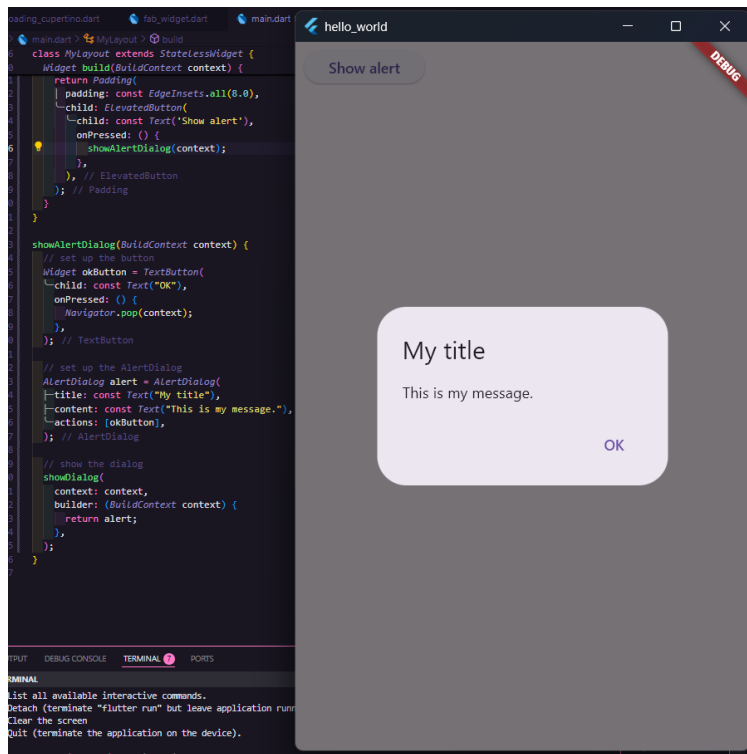 oading_cupertino.dart fab_widget.dart main.dart
main.dart > MyLayout > build
class MyLayout extends StatelessWidget {
Widget build(BuildContext context) {
return Padding(
padding: const EdgeInsets.all(8.0),
child: ElevatedButton(
child: const Text('Show alert'),
onPressed: () {
showAlertDialog(context);
},
), // ElevatedButton
); // Padding
}
}
showAlertDialog(BuildContext context) {
// set up the button
Widget okButton = TextButton(
child: const Text("OK"),
onPressed: () {
Navigator.pop(context);
},
); // TextButton
// set up the AlertDialog
AlertDialog alert = AlertDialog(
title: const Text("My title"),
content: const Text("This is my message."),
actions: [okButton],
); // AlertDialog
// show the dialog
showDialog(
context: context,
builder: (BuildContext context) {
return alert;
},
);
}
TPUT DEBUG CONSOLE TERMINAL 7 PORTS
RMINAL
List all available interactive commands.
Detach (terminate "flutter run" but leave application runn
Clear the screen
Quit (terminate the application on the device).
hello_world
Show alert
DEBUG
My title
This is my message.
OK